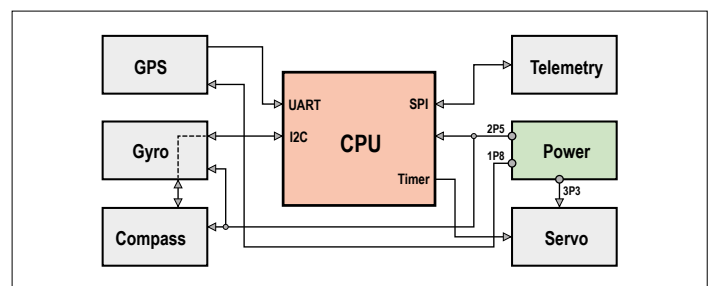 GPS
Telemetry
UART
SPI
I2C
CPU
2P5
Gyro
1P8
Power
Timer
3P3
Compass
Servo